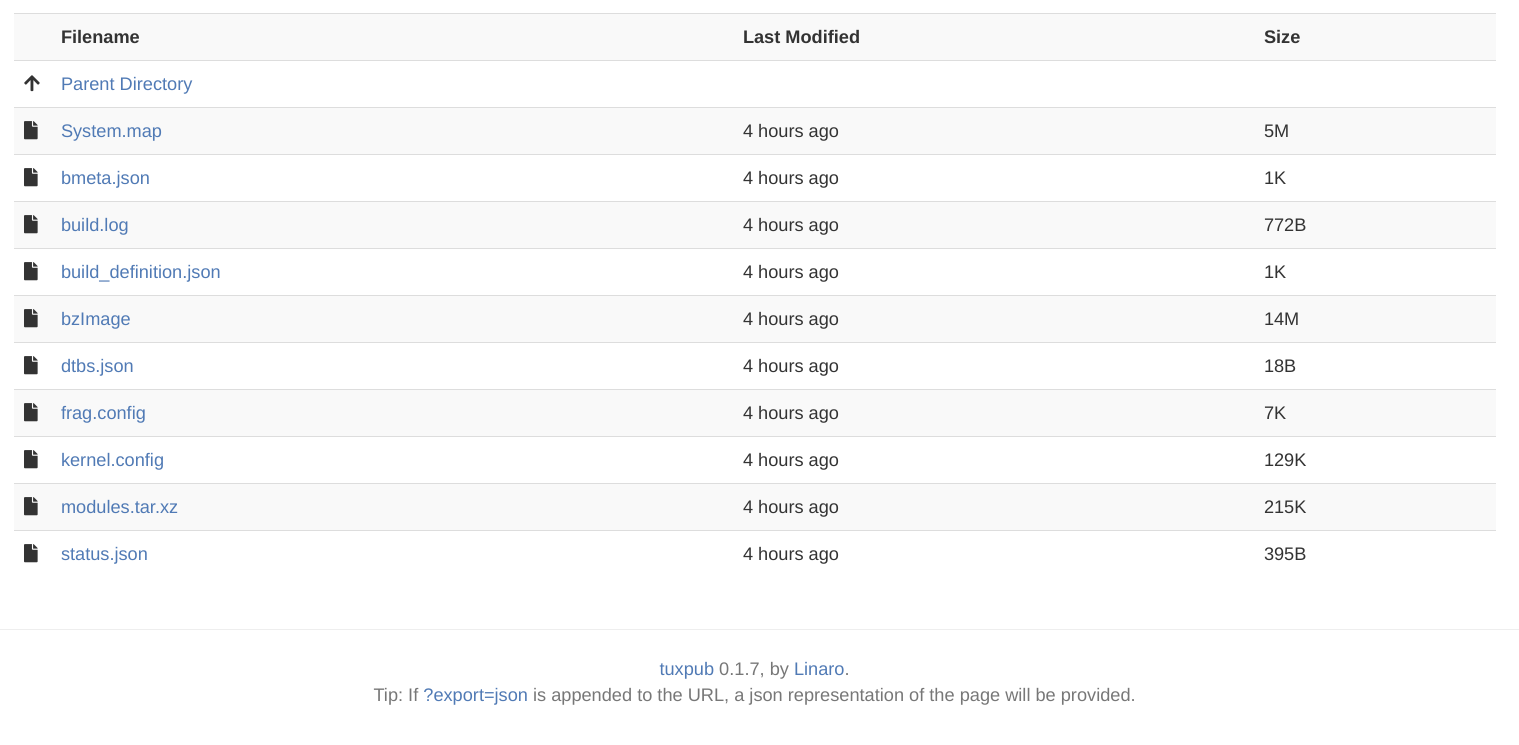 Filename Last Modified Size
Parent Directory
System.map 4 hours ago 5M
bmeta.json 4 hours ago 1K
build.log 4 hours ago 772B
build_definition.json 4 hours ago 1K
bzImage 4 hours ago 14M
dtbs.json 4 hours ago 18B
frag.config 4 hours ago 7K
kernel.config 4 hours ago 129K
modules.tar.xz 4 hours ago 215K
status.json 4 hours ago 395B
tuxpub 0.1.7, by Linaro.
Tip: If ?export=json is appended to the URL, a json representation of the page will be provided.